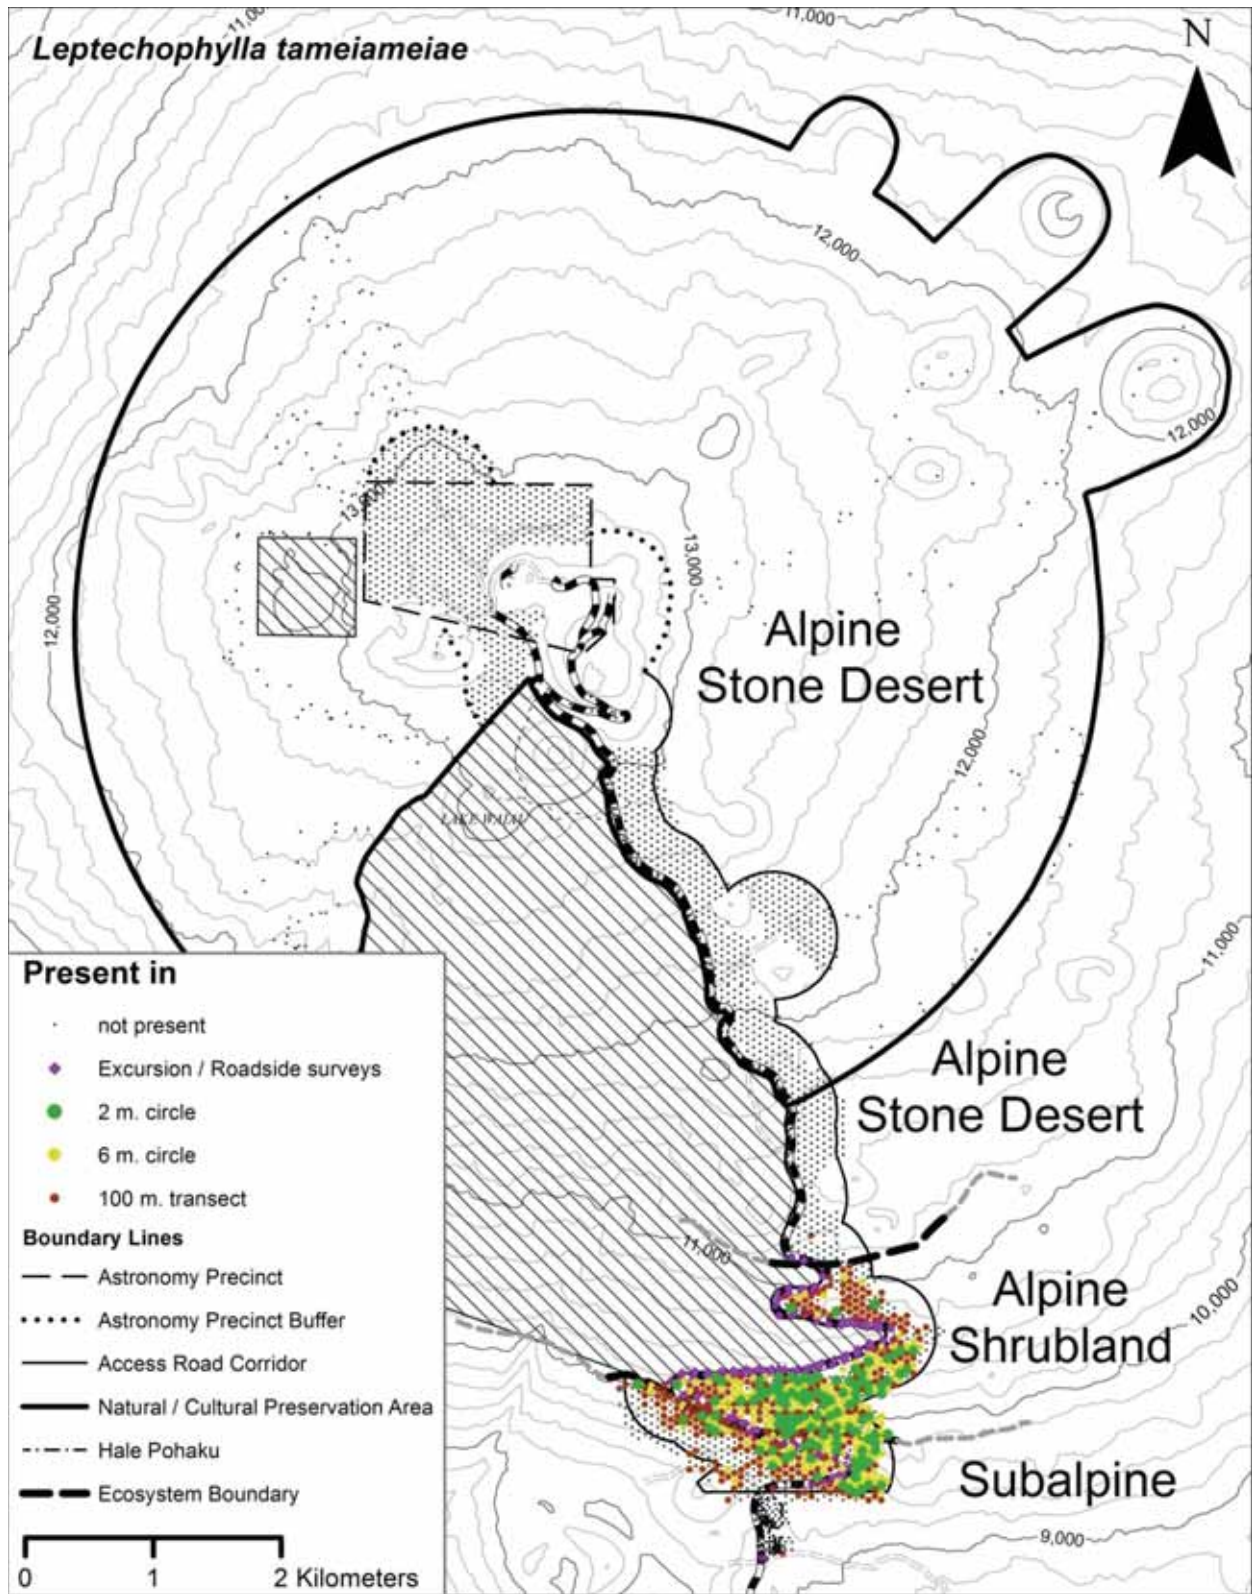 11,000
11,000
Leptechophylla tameiameiae
N
12,000
12,000
13,000
13,000
12,000
Alpine
Stone Desert
12,000
LAKE WAIAU
11,000
Present in
not present
Excursion / Roadside surveys
2 m. circle
6 m. circle
100 m. transect
Boundary Lines
Astronomy Precinct
Astronomy Precinct Buffer
Access Road Corridor
Natural / Cultural Preservation Area
Hale Pohaku
Ecosystem Boundary
0 1 2 Kilometers
Alpine
Stone Desert
11,000
Alpine
Shrubland
10,000
Subalpine
9,000